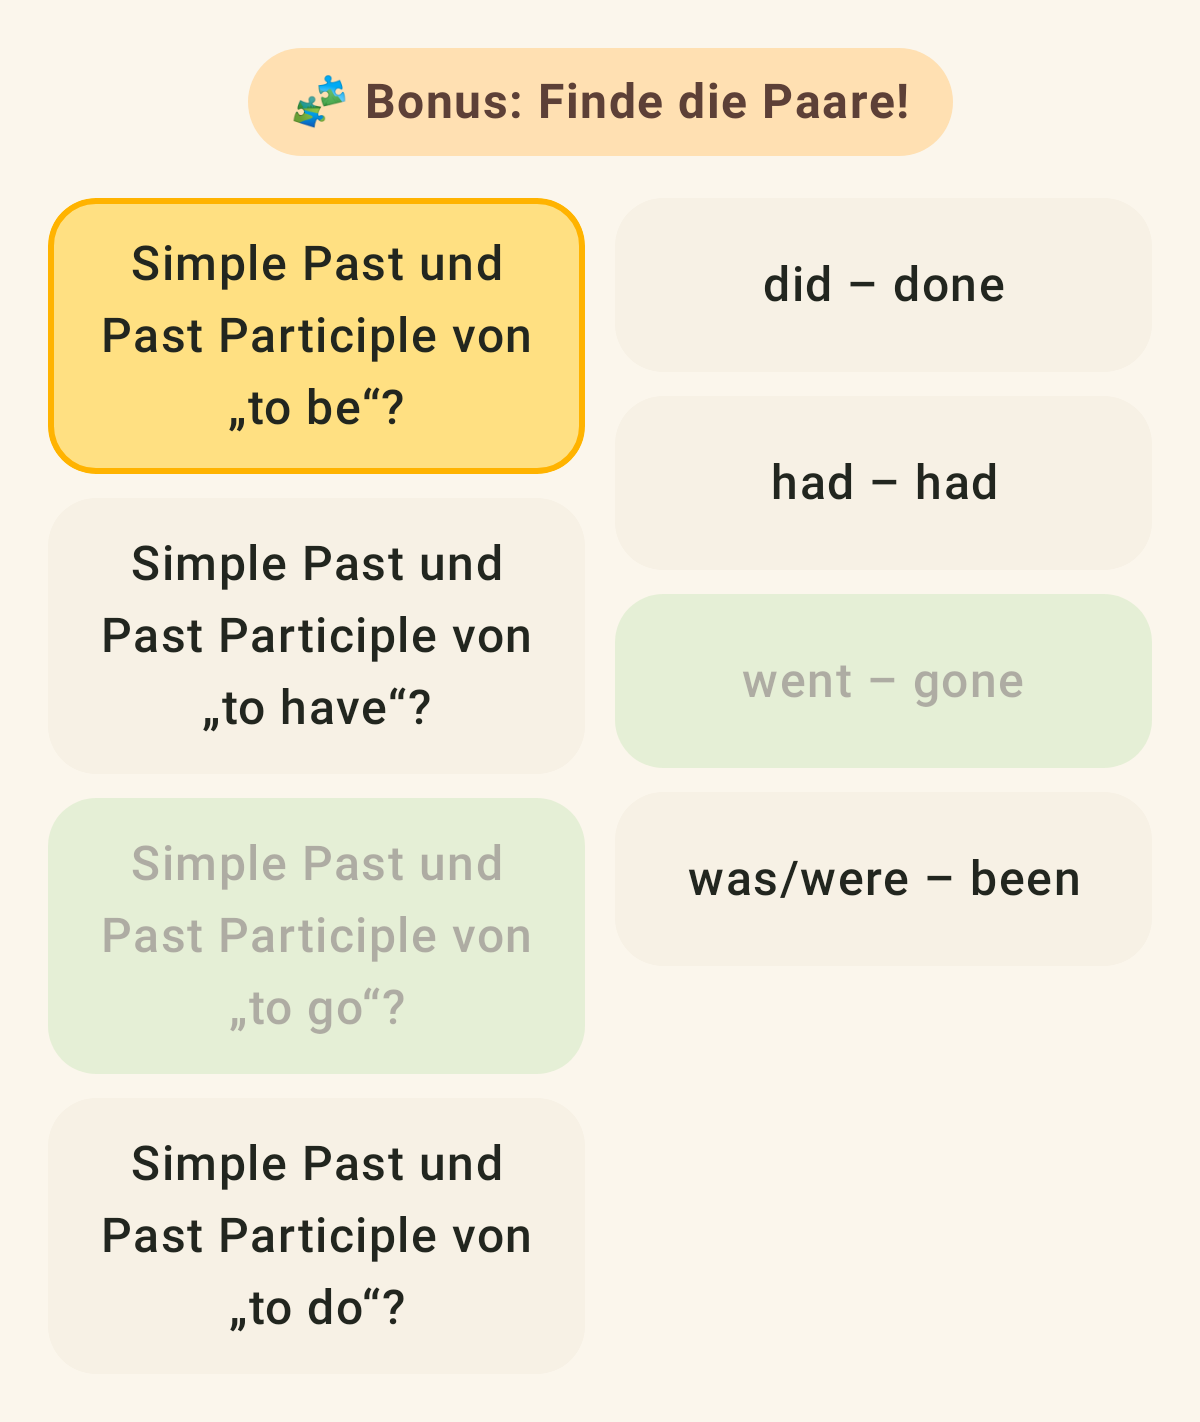 Bonus: Finde die Paare!
Simple Past und
Past Participle von
„to be“?
Simple Past und
Past Participle von
„to have“?
Simple Past und
Past Participle von
„to go“?
Simple Past und
Past Participle von
„to do“?
did – done
had – had
went – gone
was/were – been